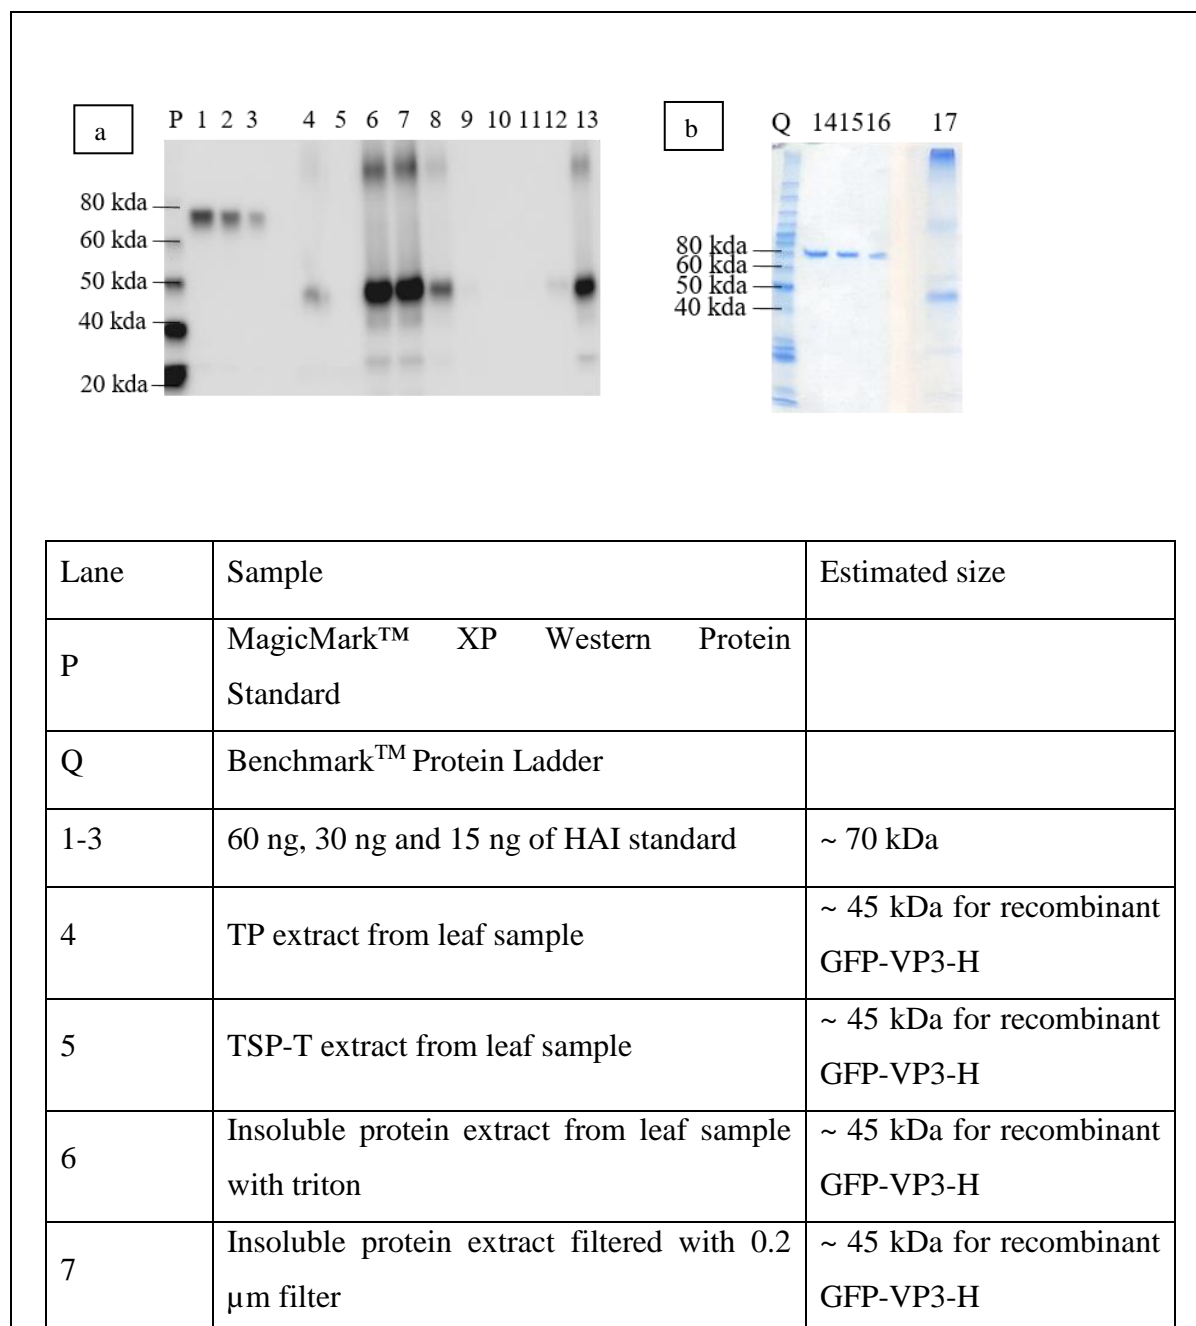 a
P 1 2 3 4 5 6 7 8 9 10 11 12 13
80 kda
60 kda
50 kda
40 kda
20 kda
b
Q 14 15 16 17
80 kda
60 kda
50 kda
40 kda
Lane Sample Estimated size
P MagicMark™ XP Western Protein
Standard
Q Benchmark™ Protein Ladder
1-3 60 ng, 30 ng and 15 ng of HAI standard ~ 70 kDa
4 TP extract from leaf sample ~ 45 kDa for recombinant
GFP-VP3-H
5 TSP-T extract from leaf sample ~ 45 kDa for recombinant
GFP-VP3-H
6 Insoluble protein extract from leaf sample ~ 45 kDa for recombinant
with triton GFP-VP3-H
7 Insoluble protein extract filtered with 0.2 ~ 45 kDa for recombinant
µm filter GFP-VP3-H